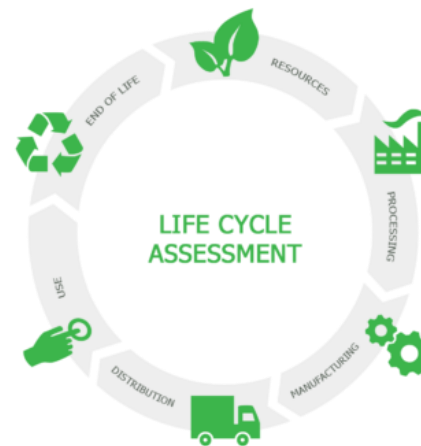 LIFE CYCLE
ASSESSMENT
RESOURCES
PROCESSING
MANUFACTURING
DISTRIBUTION
USE
END OF LIFE